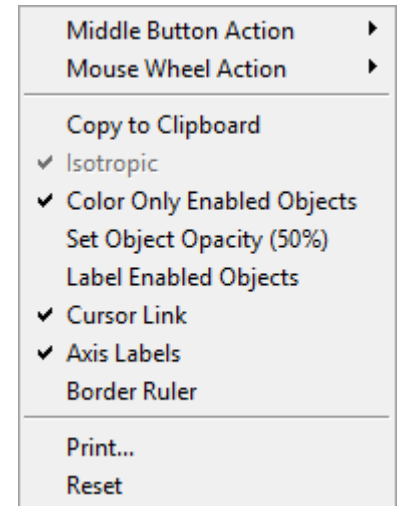 Middle Button Action
Mouse Wheel Action
Copy to Clipboard
Isotropic
Color Only Enabled Objects
Set Object Opacity (50%)
Label Enabled Objects
Cursor Link
Axis Labels
Border Ruler
Print...
Reset